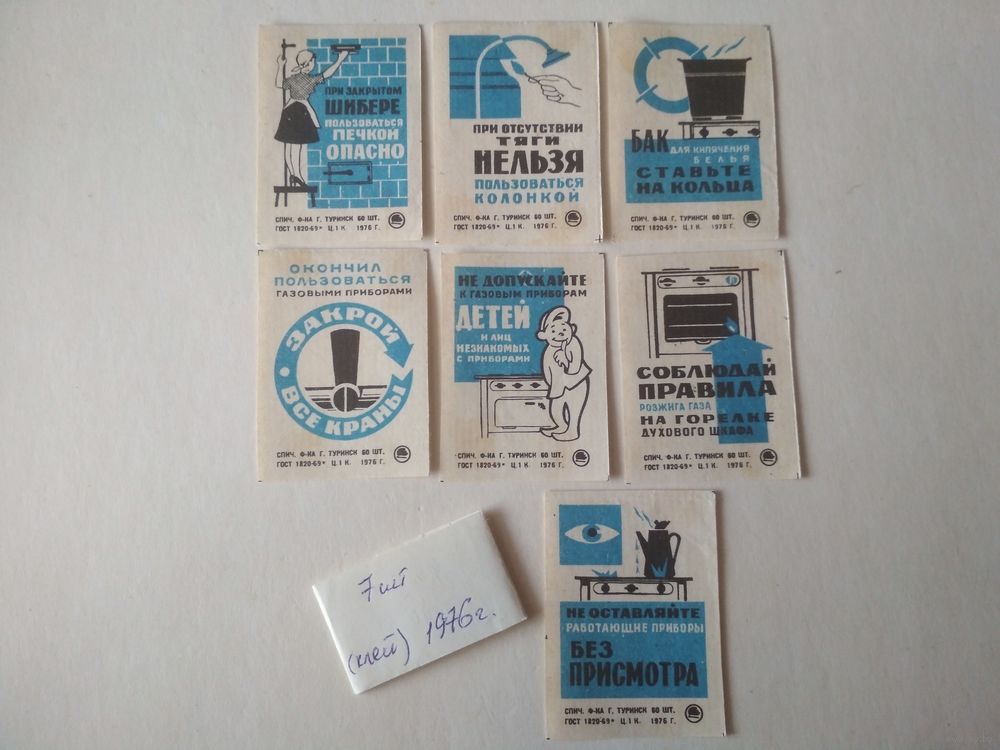 ПРИ ЗАКРЫТОМ
ШИБЕРЕ
ПОЛЬЗОВАТЬСЯ
ПЕЧКОЙ
ОПАСНО
СПИЧ. Ф-КА Г. ТУРИНСК 60 ШТ.
ГОСТ 1820-69* Ц. 1 К. 1976 Г.
ПРИ ОТСУТСТВИИ
ТЯГИ
НЕЛЬЗЯ
ПОЛЬЗОВАТЬСЯ
КОЛОНКОЙ
СПИЧ. Ф-КА Г. ТУРИНСК 60 ШТ.
ГОСТ 1820-69* Ц. 1 К. 1976 Г.
БАК ДЛЯ КИПЯЧЕНИЯ
БЕЛЬЯ
СТАВЬТЕ
НА КОЛЬЦА
СПИЧ. Ф-КА Г. ТУРИНСК 60 ШТ.
ГОСТ 1820-69* Ц. 1 К. 1976 Г.
ОКОНЧИЛ
ПОЛЬЗОВАТЬСЯ
ГАЗОВЫМИ ПРИБОРАМИ
ЗАКРОЙ
ВСЕ КРАНЫ
СПИЧ. Ф-КА Г. ТУРИНСК 60 ШТ.
ГОСТ 1820-69* Ц. 1 К. 1976 Г.
НЕ ДОПУСКАЙТЕ
К ГАЗОВЫМ ПРИБОРАМ
ДЕТЕЙ
И ЛИЦ
НЕЗНАКОМЫХ
С ПРИБОРАМИ
СПИЧ. Ф-КА Г. ТУРИНСК 60 ШТ.
ГОСТ 1820-69* Ц. 1 К. 1976 Г.
СОБЛЮДАЙ
ПРАВИЛА
РОЗЖИГА ГАЗА
НА ГОРЕЛКЕ
ДУХОВОГО ШКАФА
СПИЧ. Ф-КА Г. ТУРИНСК 60 ШТ.
ГОСТ 1820-69* Ц. 1 К. 1976 Г.
7 шт
(клей) 1976 г.
НЕ ОСТАВЛЯЙТЕ
РАБОТАЮЩИЕ ПРИБОРЫ
БЕЗ
ПРИСМОТРА
СПИЧ. Ф-КА Г. ТУРИНСК 60 ШТ.
ГОСТ 1820-69* Ц. 1 К. 1976 Г.